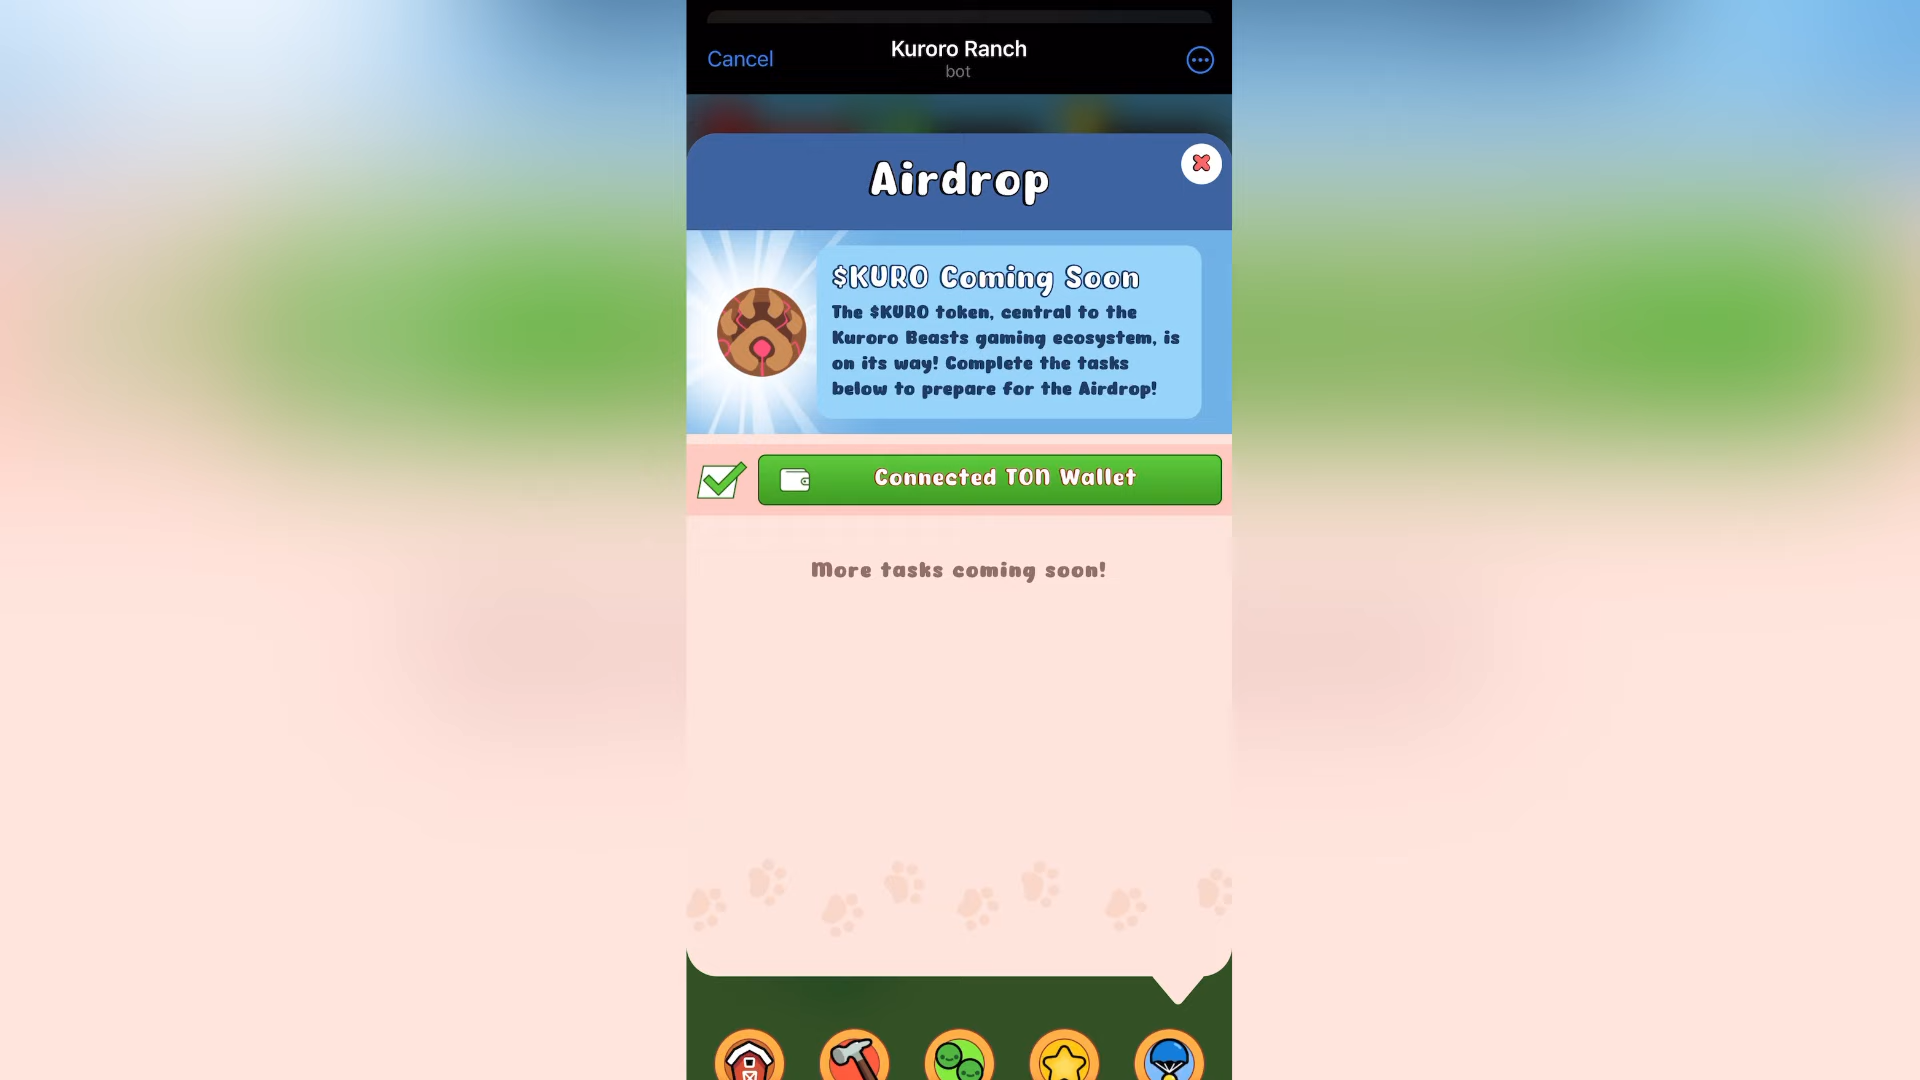 Cancel
Kuroro Ranch
bot
Airdrop
$KURO Coming Soon
The $KURO token, central to the
Kuroro Beasts gaming ecosystem, is
on its way! Complete the tasks
below to prepare for the Airdrop!
Connected TON Wallet
More tasks coming soon!